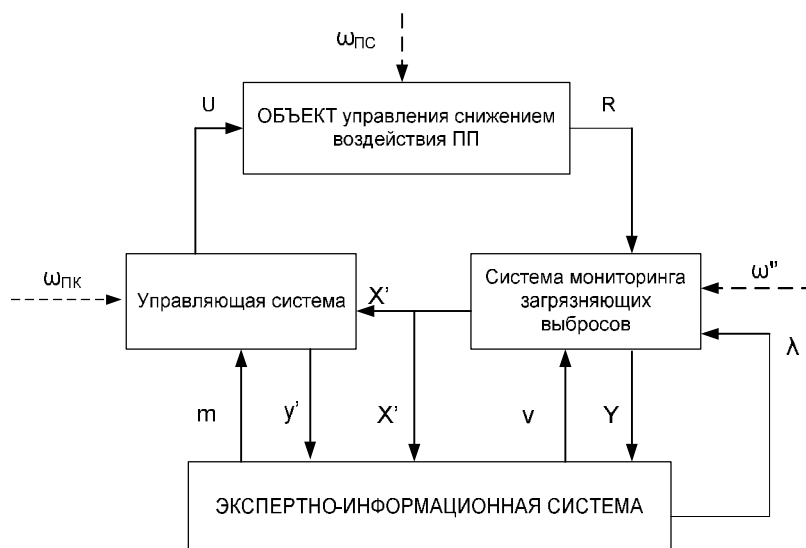 ωПС
U
ОБЪЕКТ управления снижением
воздействия ПП
R
ωПК
Управляющая система
X’
Система мониторинга
загрязняющих
выбросов
ω"
λ
m
y’
X’
v
Y
ЭКСПЕРТНО-ИНФОРМАЦИОННАЯ СИСТЕМА